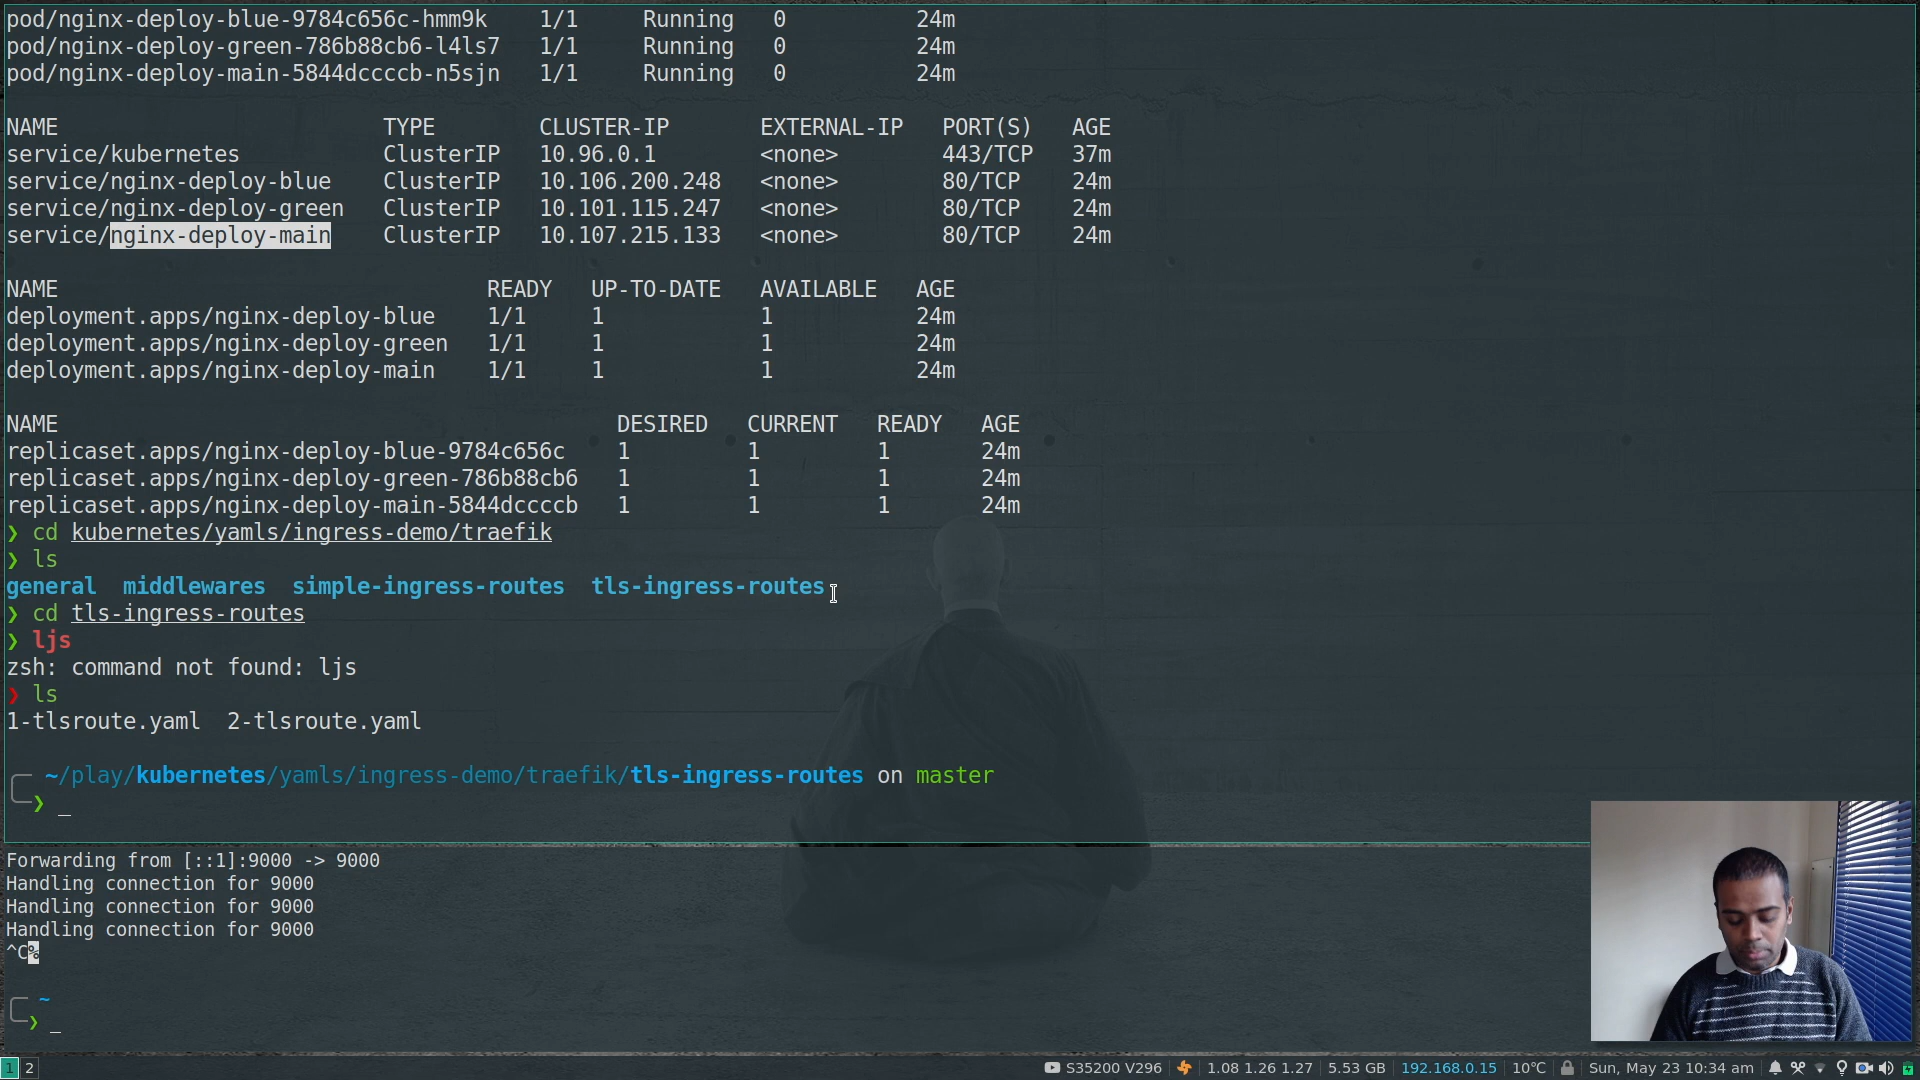 pod/nginx-deploy-blue-9784c656c-hmm9k 1/1 Running 0 24m
pod/nginx-deploy-green-786b88cb6-l4ls7 1/1 Running 0 24m
pod/nginx-deploy-main-5844dccccb-n5sjn 1/1 Running 0 24m
NAME TYPE CLUSTER-IP EXTERNAL-IP PORT(S) AGE
service/kubernetes ClusterIP 10.96.0.1 <none> 443/TCP 37m
service/nginx-deploy-blue ClusterIP 10.106.200.248 <none> 80/TCP 24m
service/nginx-deploy-green ClusterIP 10.101.115.247 <none> 80/TCP 24m
service/nginx-deploy-main ClusterIP 10.107.215.133 <none> 80/TCP 24m
NAME READY UP-TO-DATE AVAILABLE AGE
deployment.apps/nginx-deploy-blue 1/1 1 1 24m
deployment.apps/nginx-deploy-green 1/1 1 1 24m
deployment.apps/nginx-deploy-main 1/1 1 1 24m
NAME DESIRED CURRENT READY AGE
replicaset.apps/nginx-deploy-blue-9784c656c 1 1 1 24m
replicaset.apps/nginx-deploy-green-786b88cb6 1 1 1 24m
replicaset.apps/nginx-deploy-main-5844dccccb 1 1 1 24m
❯ cd kubernetes/yamls/ingress-demo/traefik
❯ ls
general middlewares simple-ingress-routes tls-ingress-routes
❯ cd tls-ingress-routes
❯ ljs
zsh: command not found: ljs
❯ ls
1-tlsroute.yaml 2-tlsroute.yaml
~/play/kubernetes/yamls/ingress-demo/traefik/tls-ingress-routes on master
❯ _
Forwarding from [::1]:9000 -> 9000
Handling connection for 9000
Handling connection for 9000
Handling connection for 9000
^C%
~
❯ _
1 2 S35200 V296 1.08 1.26 1.27 5.53 GB 192.168.0.15 10℃ Sun, May 23 10:34 am